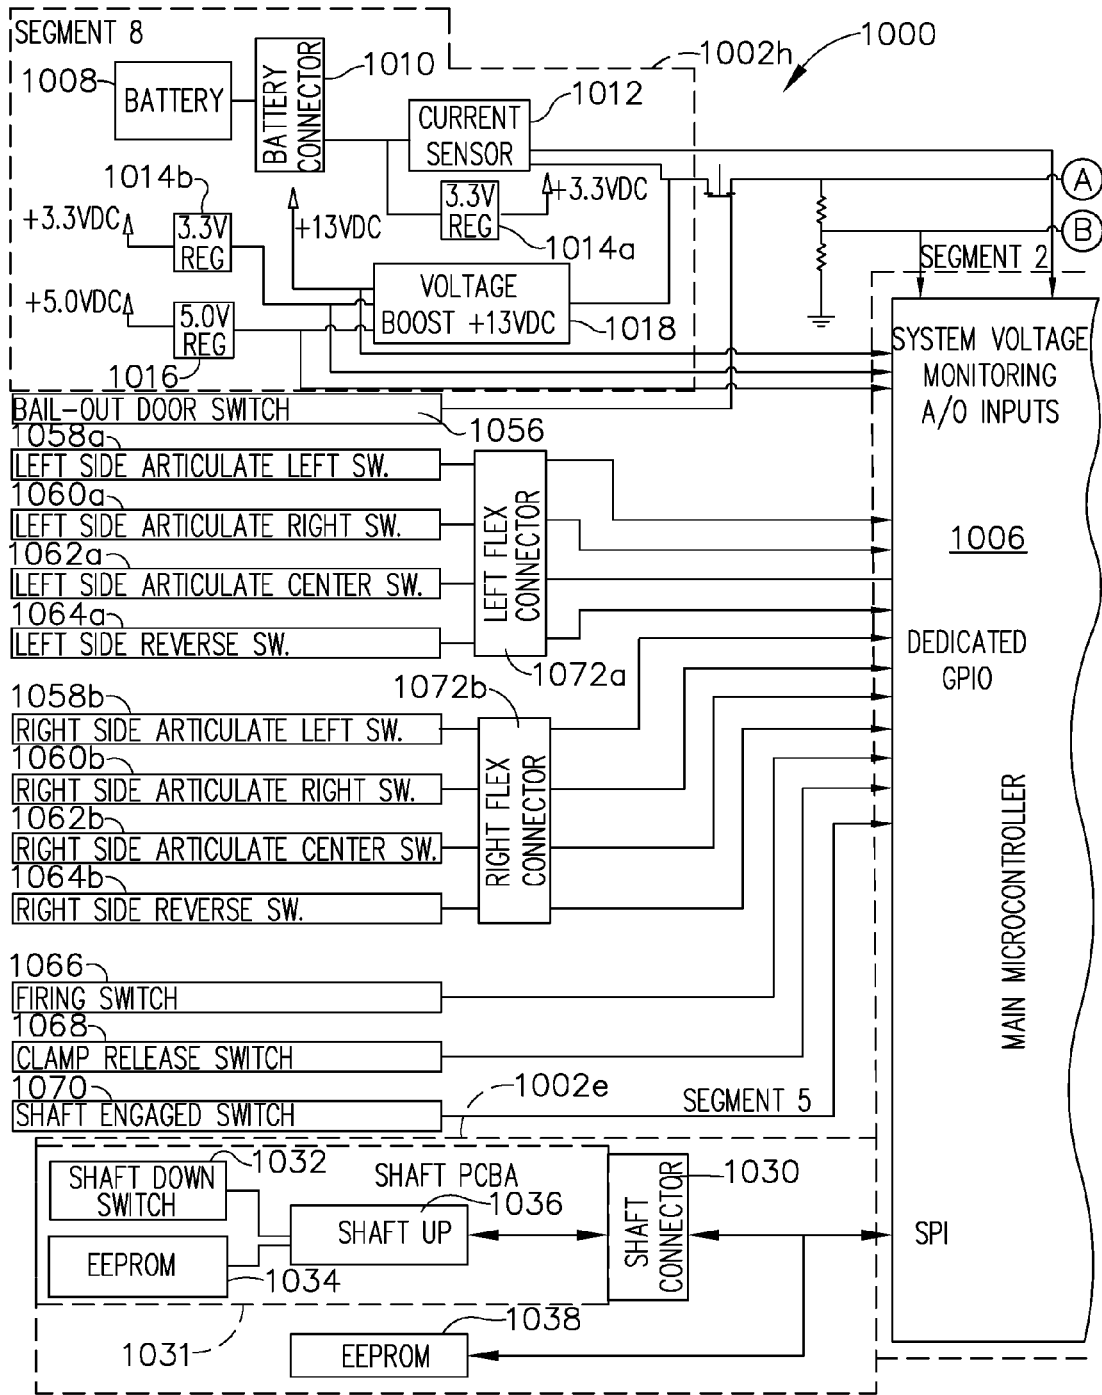 SEGMENT 8
1002h
1000
1008
BATTERY
BATTERY
CONNECTOR
1010
CURRENT
SENSOR
1012
A
B
1014b
+3.3VDC
3.3V
REG
+13VDC
3.3V
REG
+3.3VDC
1014a
SEGMENT 2
VOLTAGE
BOOST +13VDC
1018
+5.0VDC
5.0V
REG
1016
SYSTEM VOLTAGE
MONITORING
A/O INPUTS
BAIL-OUT DOOR SWITCH
1056
1058a
LEFT SIDE ARTICULATE LEFT SW.
1060a
LEFT SIDE ARTICULATE RIGHT SW.
1062a
LEFT SIDE ARTICULATE CENTER SW.
1064a
LEFT SIDE REVERSE SW.
LEFT FLEX
CONNECTOR
1072a
1006
DEDICATED
GPIO
1072b
1058b
RIGHT SIDE ARTICULATE LEFT SW.
1060b
RIGHT SIDE ARTICULATE RIGHT SW.
1062b
RIGHT SIDE ARTICULATE CENTER SW.
1064b
RIGHT SIDE REVERSE SW.
RIGHT FLEX
CONNECTOR
MAIN MICROCONTROLLER
1066
FIRING SWITCH
1068
CLAMP RELEASE SWITCH
1070
SHAFT ENGAGED SWITCH
1002e
SEGMENT 5
1032
SHAFT DOWN
SWITCH
SHAFT PCBA
1036
SHAFT UP
EEPROM
1034
SHAFT
CONNECTOR
1030
SPI
1031
1038
EEPROM